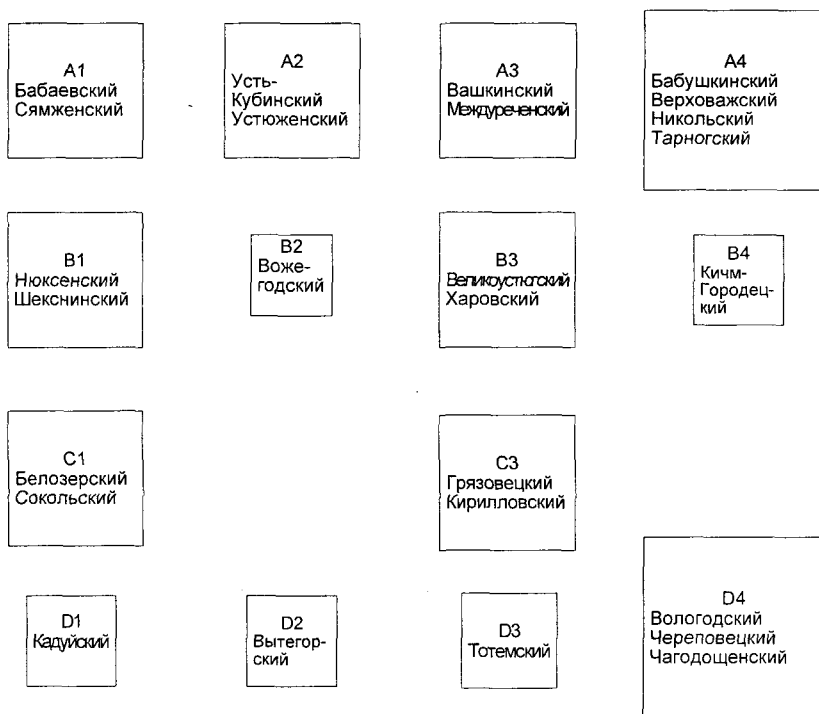 A1
Бабаевский
Сямженский
A2
Усть-
Кубинский
Устюженский
A3
Вашкинский
Междуреченский
A4
Бабушкинский
Верховажский
Никольский
Тарногский
B1
Нюксенский
Шекснинский
B2
Воже-
годский
B3
Великоустюгский
Харовский
B4
Кичм-
Городец-
кий
C1
Белозерский
Сокольский
C3
Грязовецкий
Кирилловский
D1
Кадуйский
D2
Вытегор-
ский
D3
Тотемский
D4
Вологодский
Череповецкий
Чагодощенский